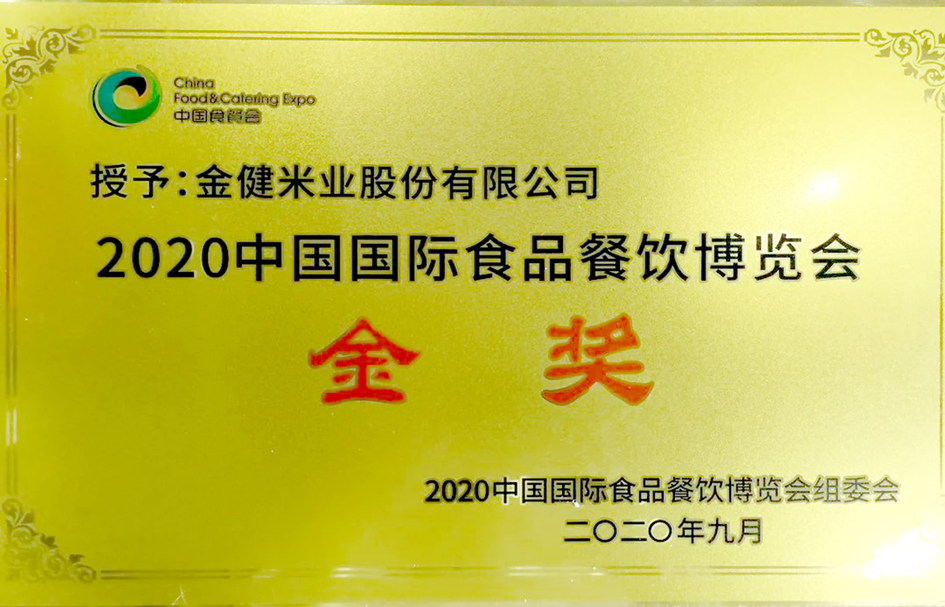 China
Food&Catering Expo
中国食餐会
授予:金健米业股份有限公司
2020中国国际食品餐饮博览会
金 奖
2020中国国际食品餐饮博览会组委会
二〇二〇年九月